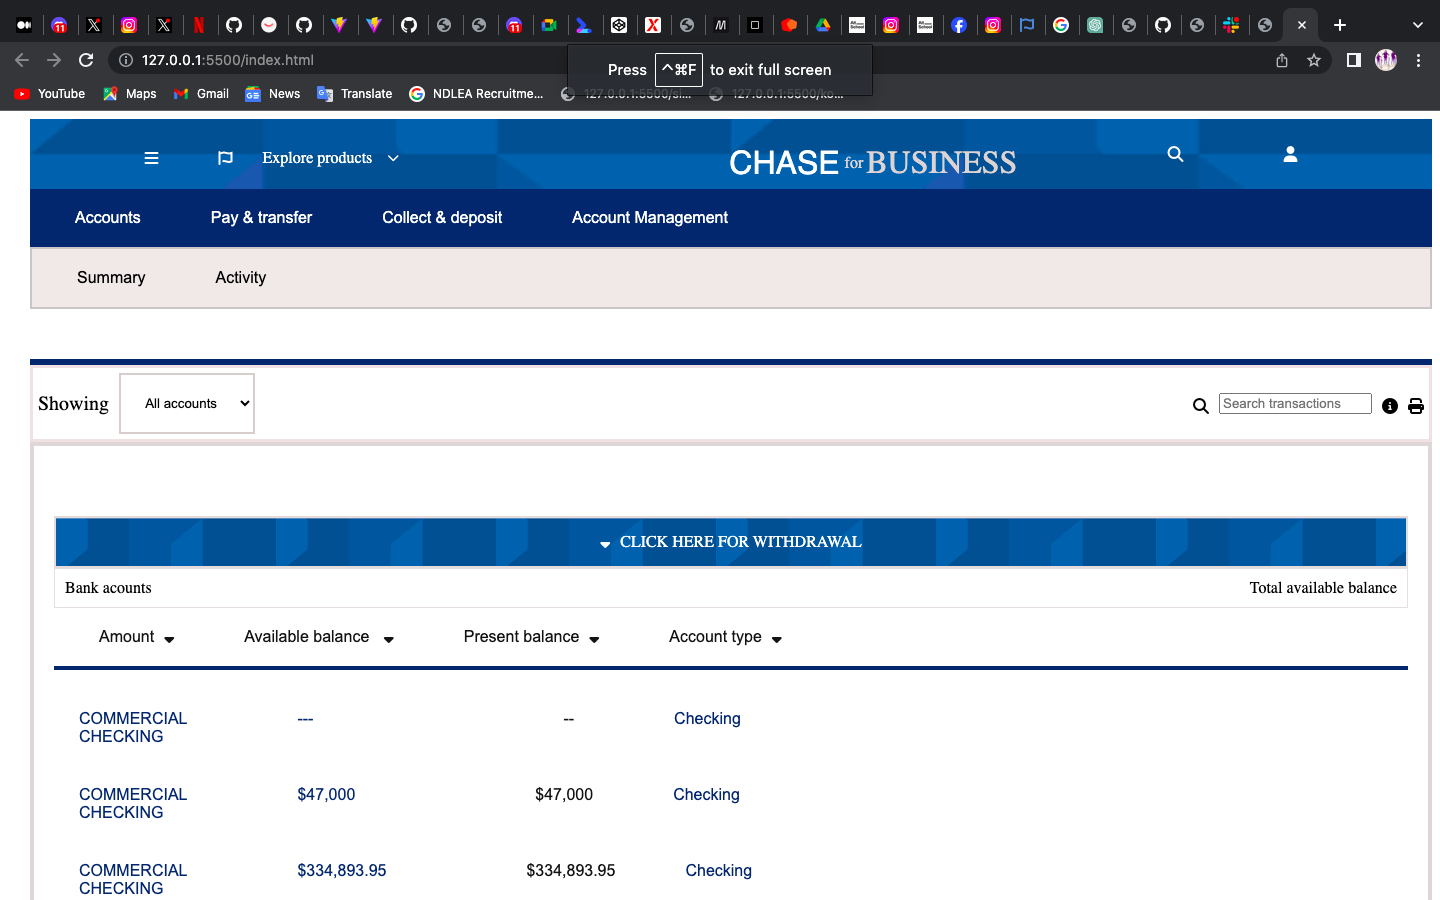 127.0.0.1:5500/index.html
Press ^⌘F to exit full screen
YouTube Maps Gmail News Translate NDLEA Recruitme... 127.0.0.1:5500/si... 127.0.0.1:5500/ko...
Explore products CHASE for BUSINESS
Accounts Pay & transfer Collect & deposit Account Management
Summary Activity
Showing All accounts Search transactions
CLICK HERE FOR WITHDRAWAL
Bank acounts Total available balance
Amount Available balance Present balance Account type
COMMERCIAL CHECKING --- -- Checking
COMMERCIAL CHECKING $47,000 $47,000 Checking
COMMERCIAL CHECKING $334,893.95 $334,893.95 Checking